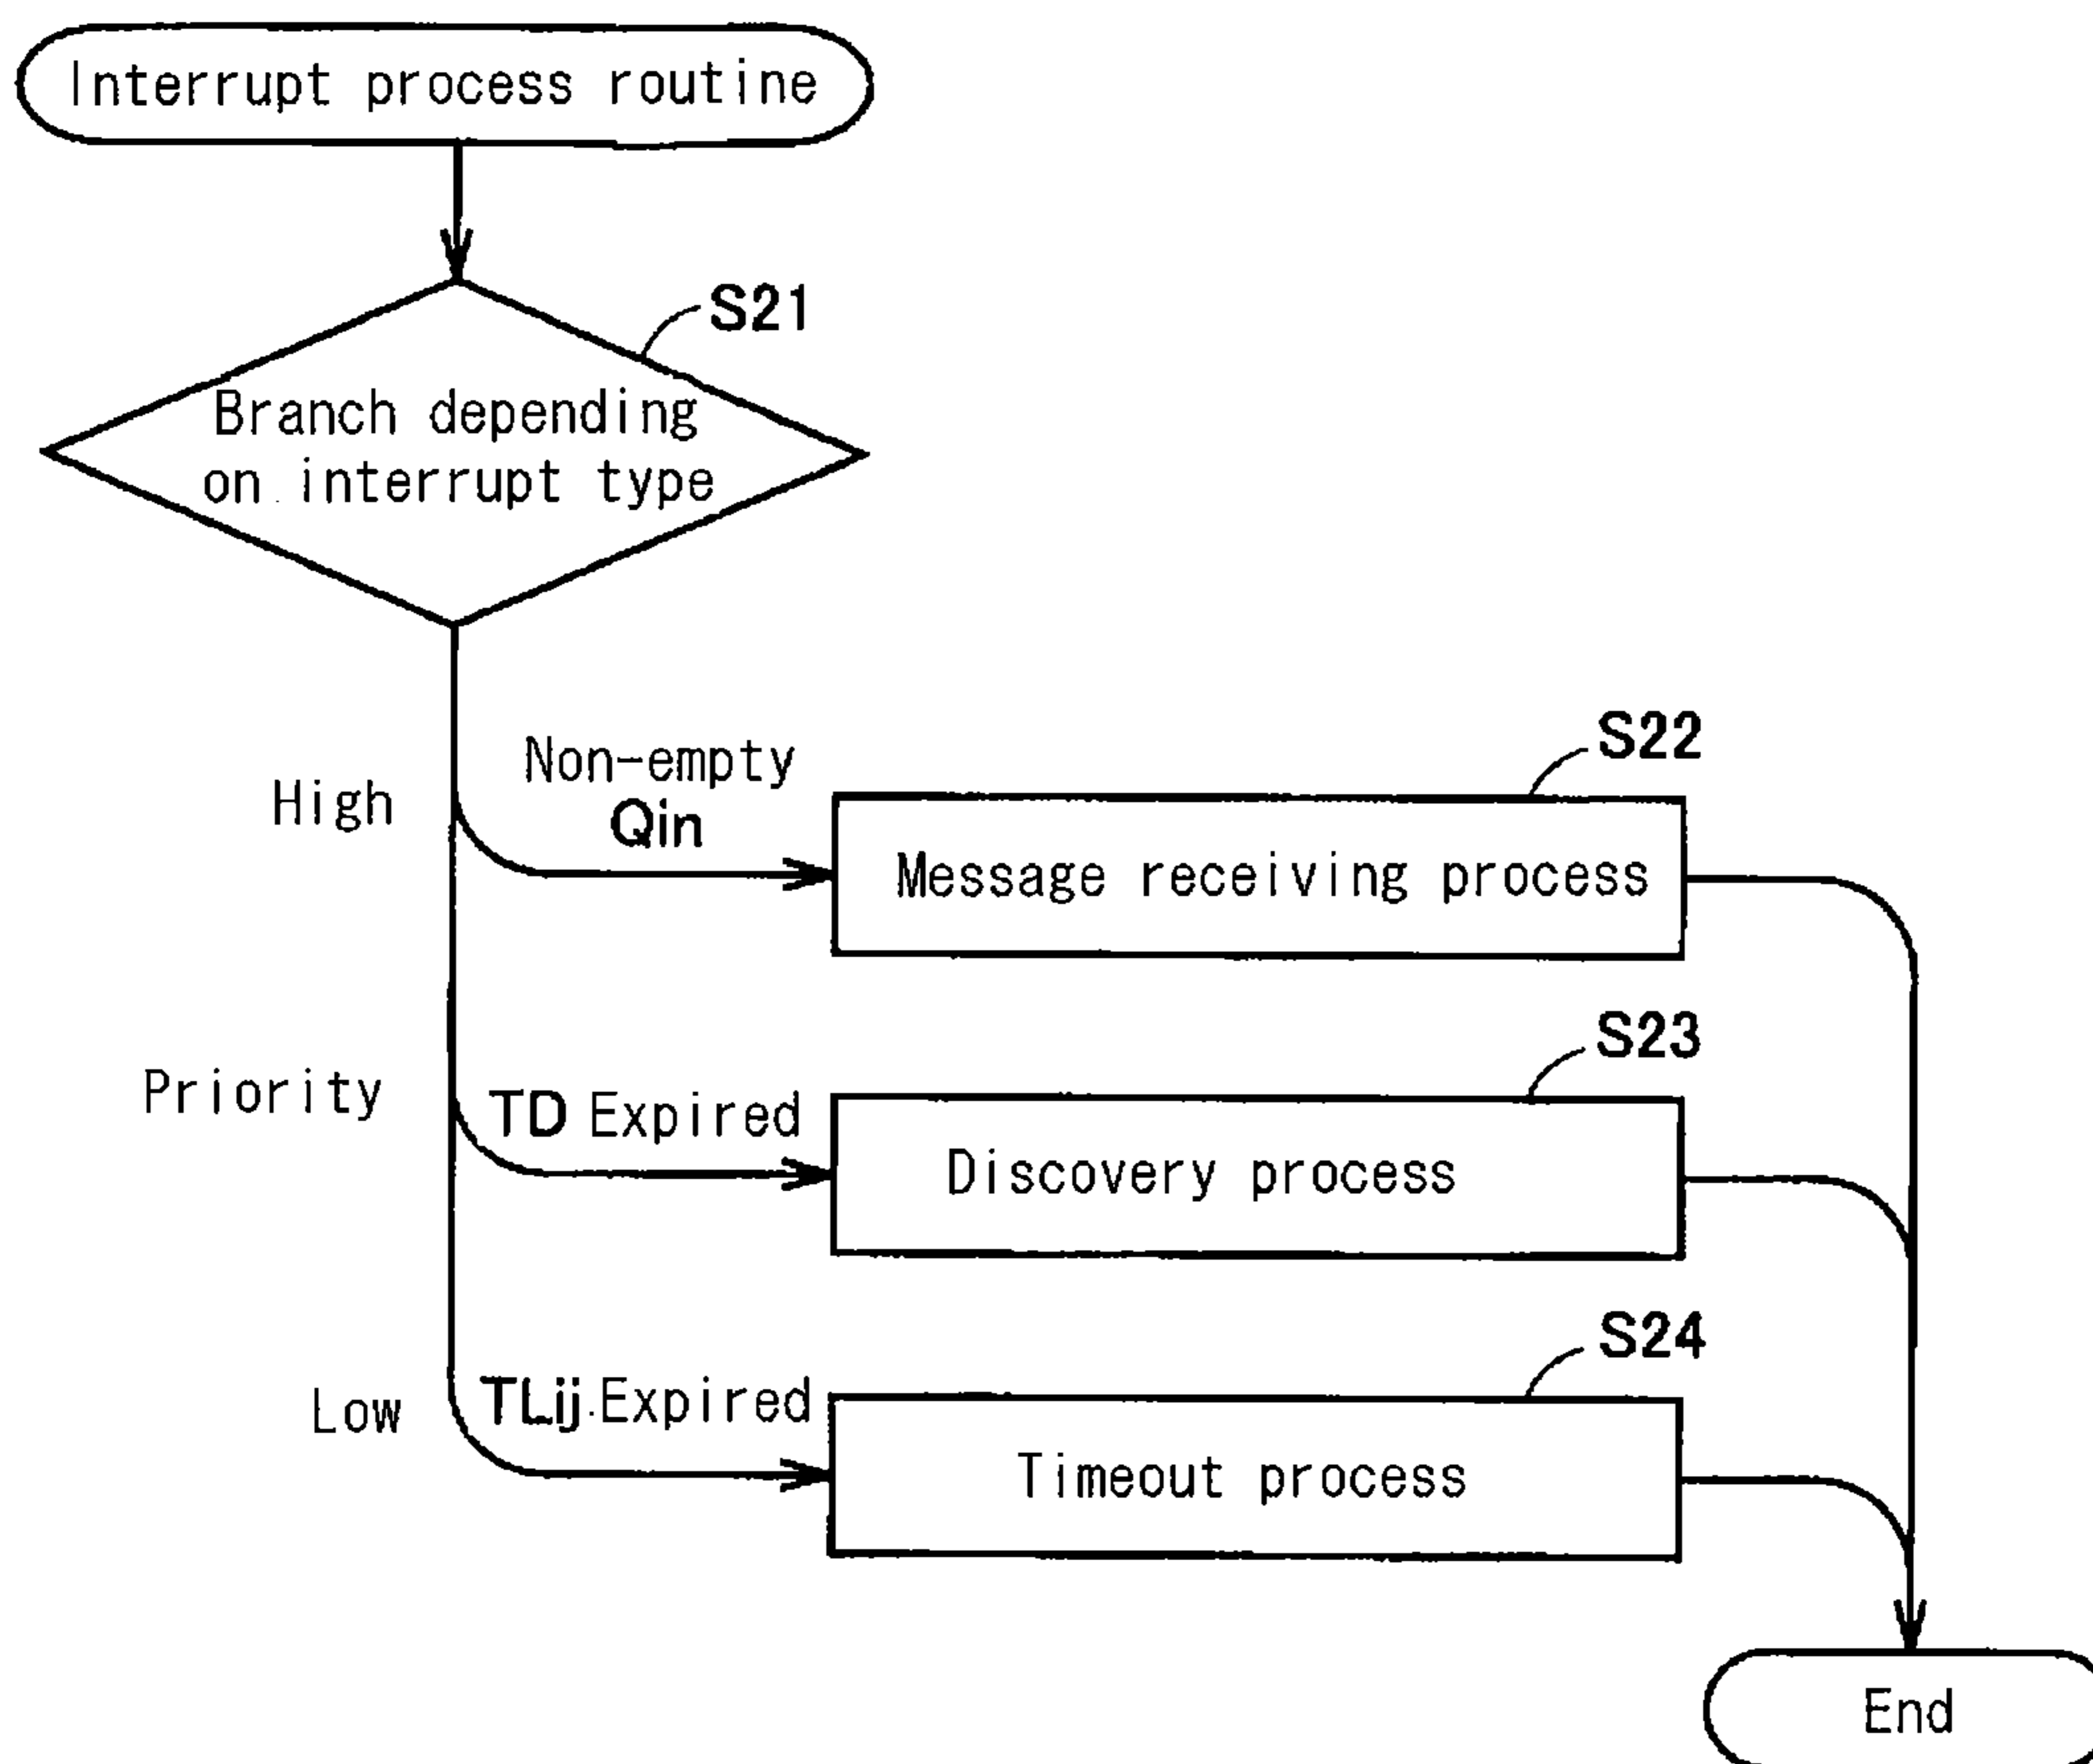 Interrupt process routine
S21
Branch depending
on interrupt type
S22
Non-empty
High
Qin
Message receiving process
S23
Priority
TD Expired
Discovery process
S24
Low
TLij Expired
Timeout process
End